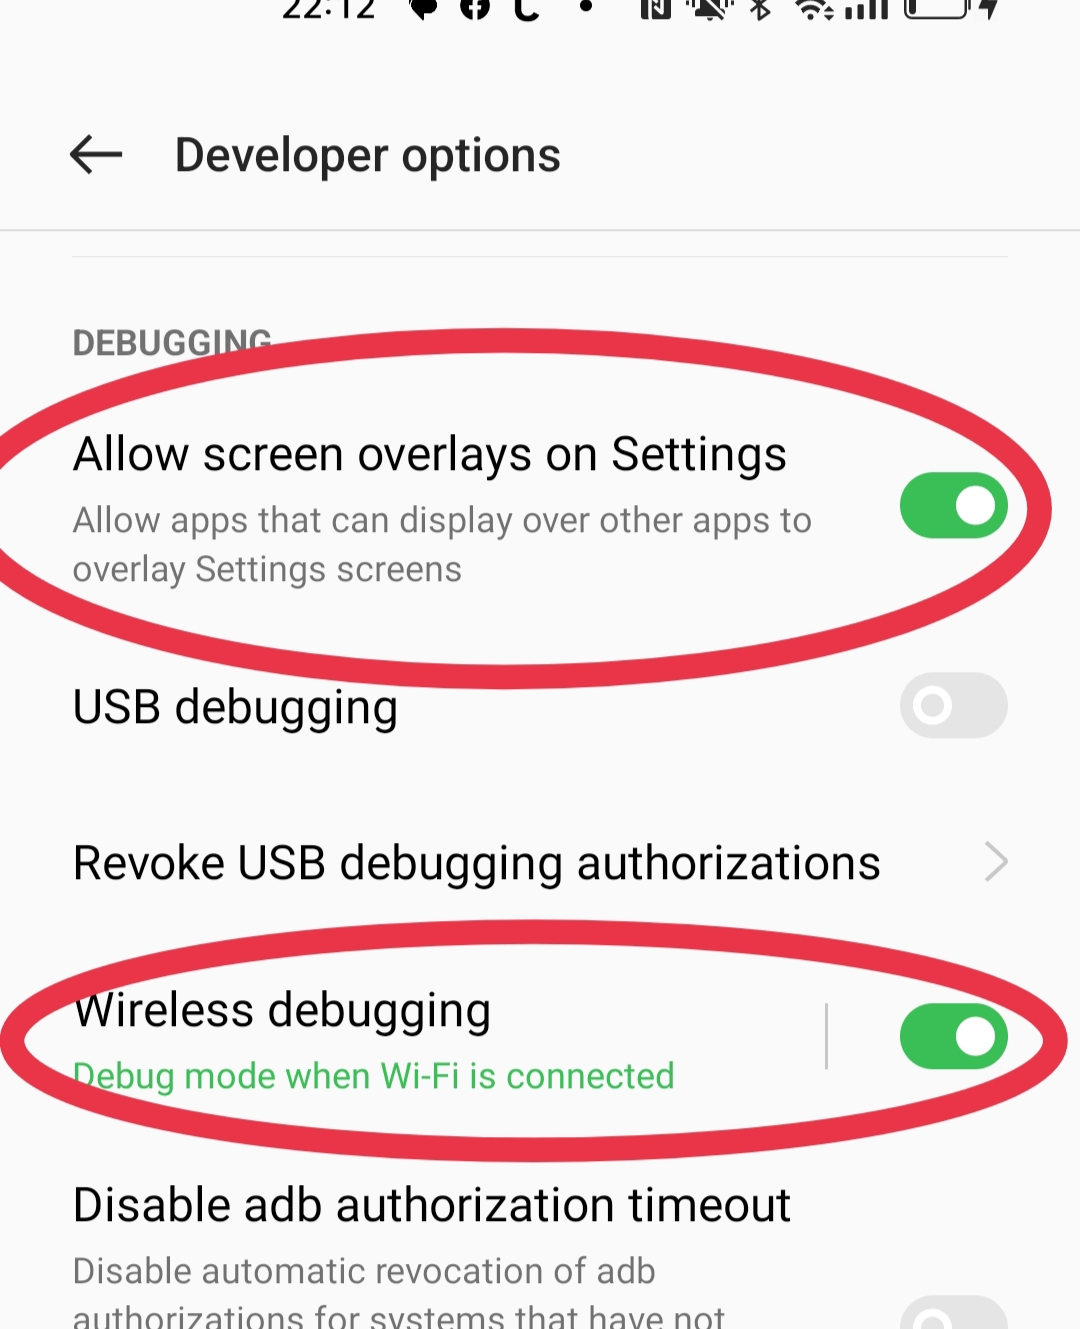 22:12
Developer options
DEBUGGING
Allow screen overlays on Settings
Allow apps that can display over other apps to
overlay Settings screens
USB debugging
Revoke USB debugging authorizations
Wireless debugging
Debug mode when Wi-Fi is connected
Disable adb authorization timeout
Disable automatic revocation of adb
authorizations for systems that have not